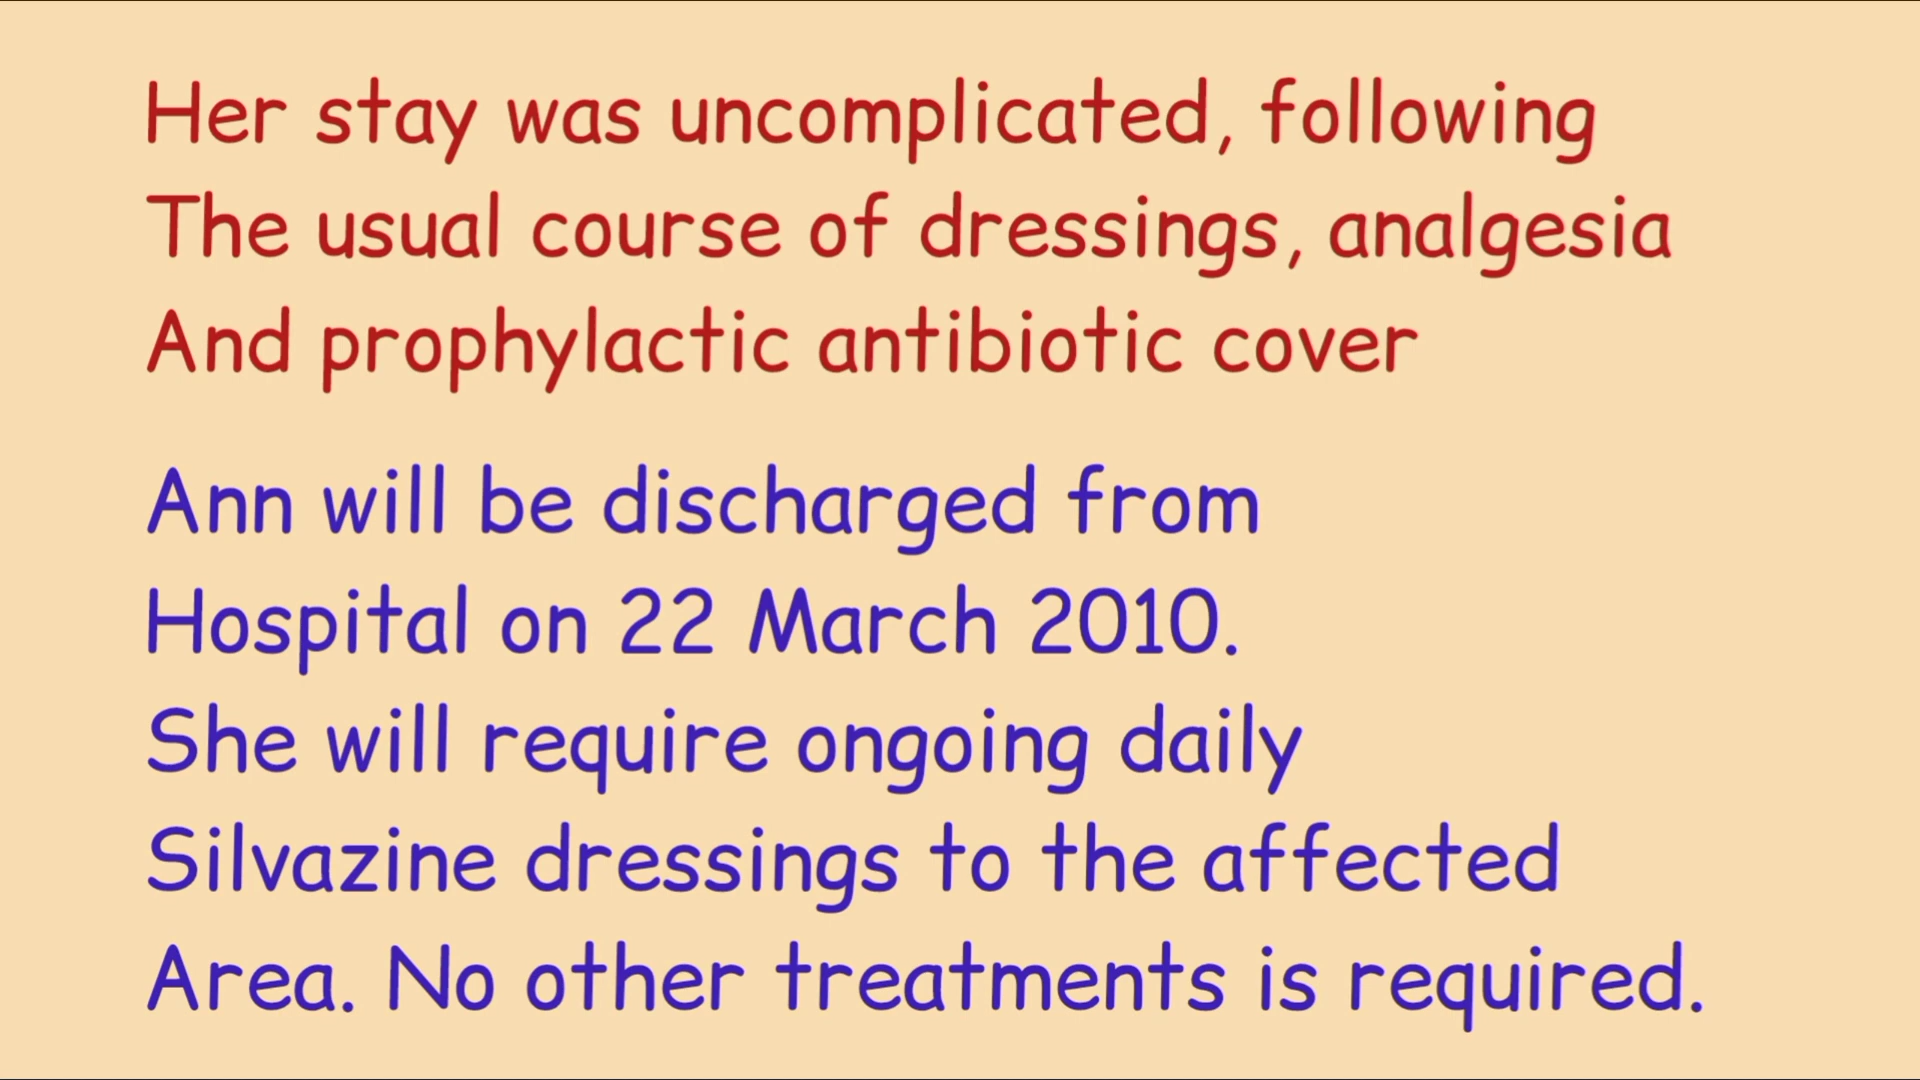 Her stay was uncomplicated, following
The usual course of dressings, analgesia
And prophylactic antibiotic cover
Ann will be discharged from
Hospital on 22 March 2010.
She will require ongoing daily
Silvazine dressings to the affected
Area. No other treatments is required.